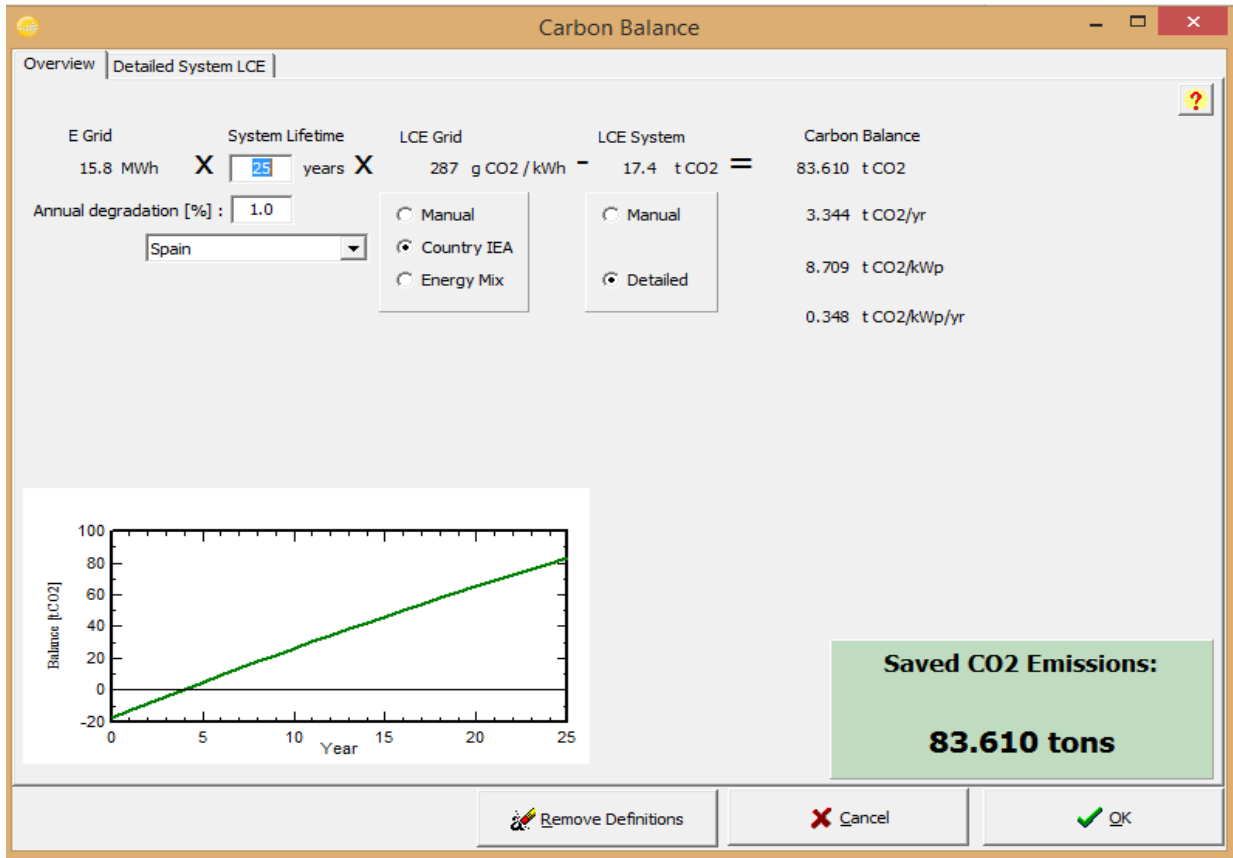 Carbon Balance
Overview Detailed System LCE
?
E Grid System Lifetime LCE Grid LCE System Carbon Balance
15.8 MWh X 25 years X 287 g CO2 / kWh - 17.4 t CO2 = 83.610 t CO2
Annual degradation [%] : 1.0 Manual Manual 3.344 t CO2/yr
Spain Country IEA
Energy Mix Detailed 8.709 t CO2/kWp
0.348 t CO2/kWp/yr
100
80
60
40
20
0
-20
Balance [tCO2]
0 5 10 15 20 25
Year
Saved CO2 Emissions:
83.610 tons
Remove Definitions Cancel OK